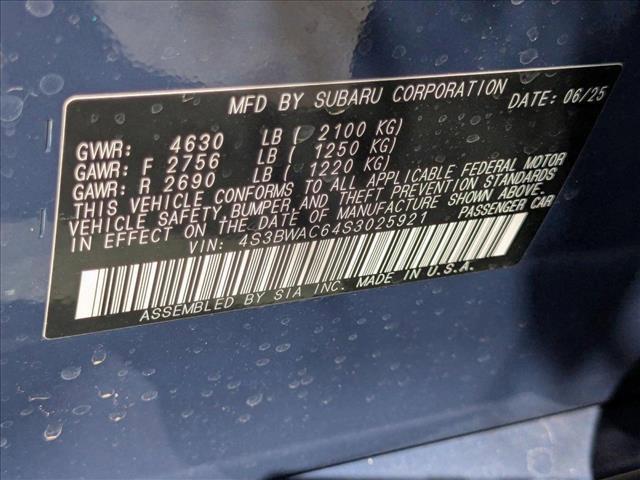 MFD BY SUBARU CORPORATION DATE: 06/25
GVWR: 4630 LB ( 2100 KG)
GAWR: F 2756 LB ( 1250 KG)
GAWR: R 2690 LB ( 1220 KG)
THIS VEHICLE CONFORMS TO ALL APPLICABLE FEDERAL MOTOR
VEHICLE SAFETY, BUMPER, AND THEFT PREVENTION STANDARDS
IN EFFECT ON THE DATE OF MANUFACTURE SHOWN ABOVE.
VIN: 4S3BWAC64S3025921 PASSENGER CAR
ASSEMBLED BY SIA INC. MADE IN U.S.A.